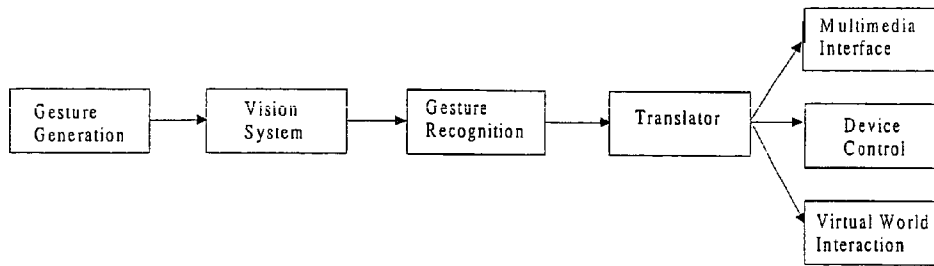 Gesture
Generation
Vision
System
Gesture
Recognition
Translator
Multimedia
Interface
Device
Control
Virtual World
Interaction